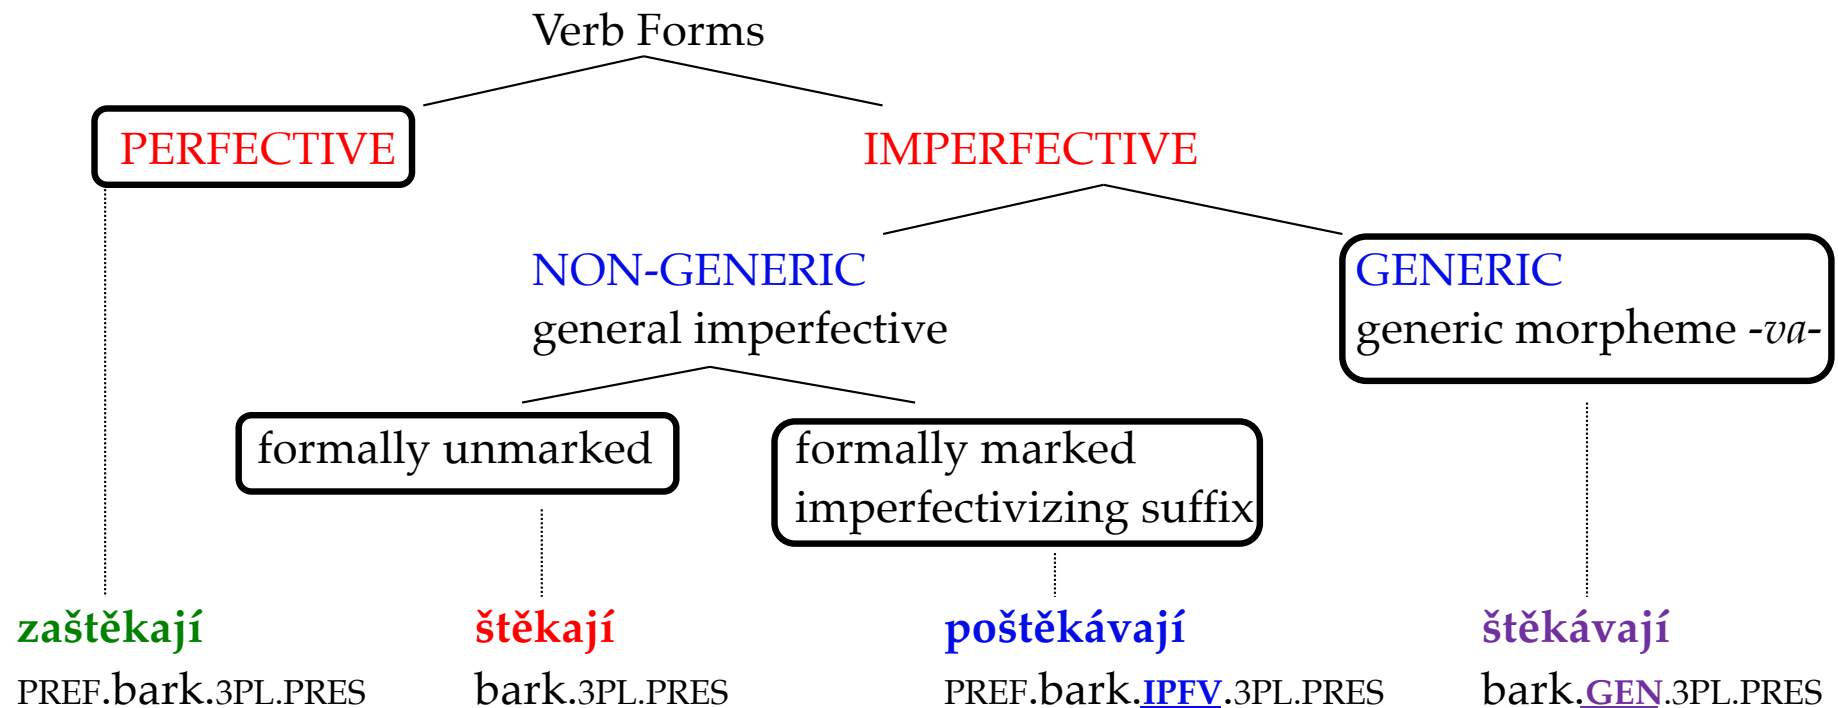 Verb Forms
PERFECTIVE
IMPERFECTIVE
NON-GENERIC
general imperfective
GENERIC
generic morpheme -va-
formally unmarked
formally marked
imperfectivizing suffix
zaštěkají
PREF.bark.3PL.PRES
štěkají
bark.3PL.PRES
poštěkávají
PREF.bark.IPFV.3PL.PRES
štěkávají
bark.GEN.3PL.PRES